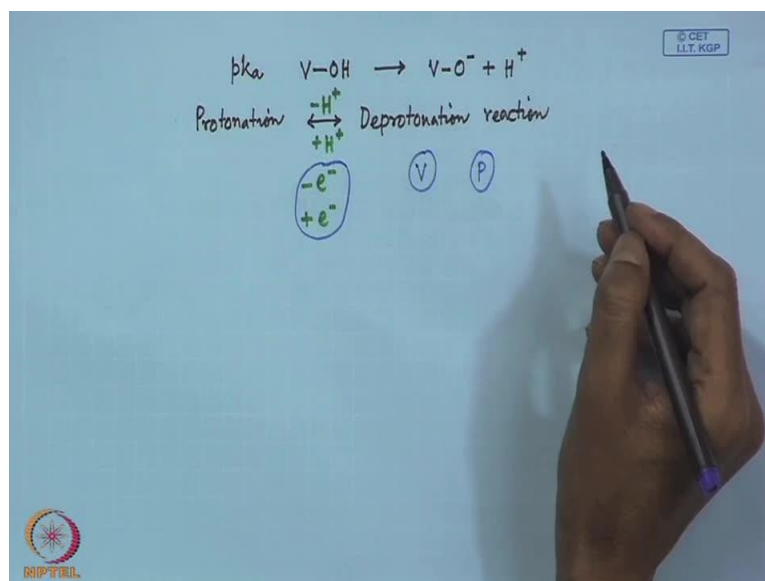 © CET
I.I.T. KGP
pka V-OH → V-O⁻ + H⁺
-H⁺
Protonation ↔ Deprotonation reaction
+H⁺
-e⁻ V P
+e⁻
NPTEL